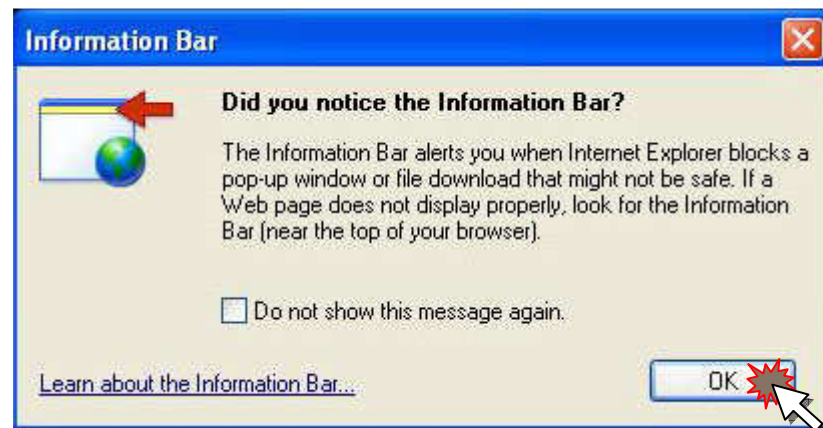 Information Bar
Did you notice the Information Bar?
The Information Bar alerts you when Internet Explorer blocks a
pop-up window or file download that might not be safe. If a
Web page does not display properly, look for the Information
Bar (near the top of your browser).
Do not show this message again.
Learn about the Information Bar...
OK